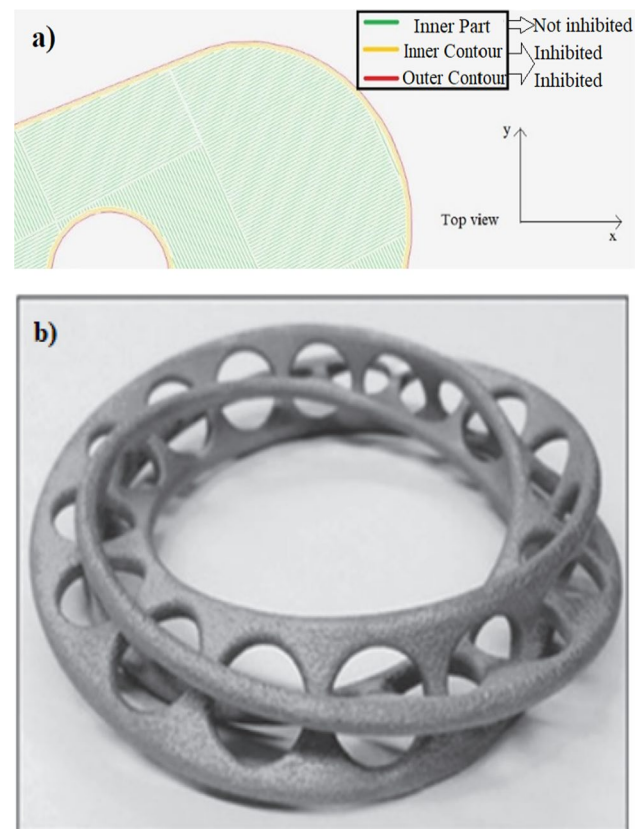 a)
Inner Part Not inhibited
Inner Contour Inhibited
Outer Contour Inhibited
y
Top view
x
b)